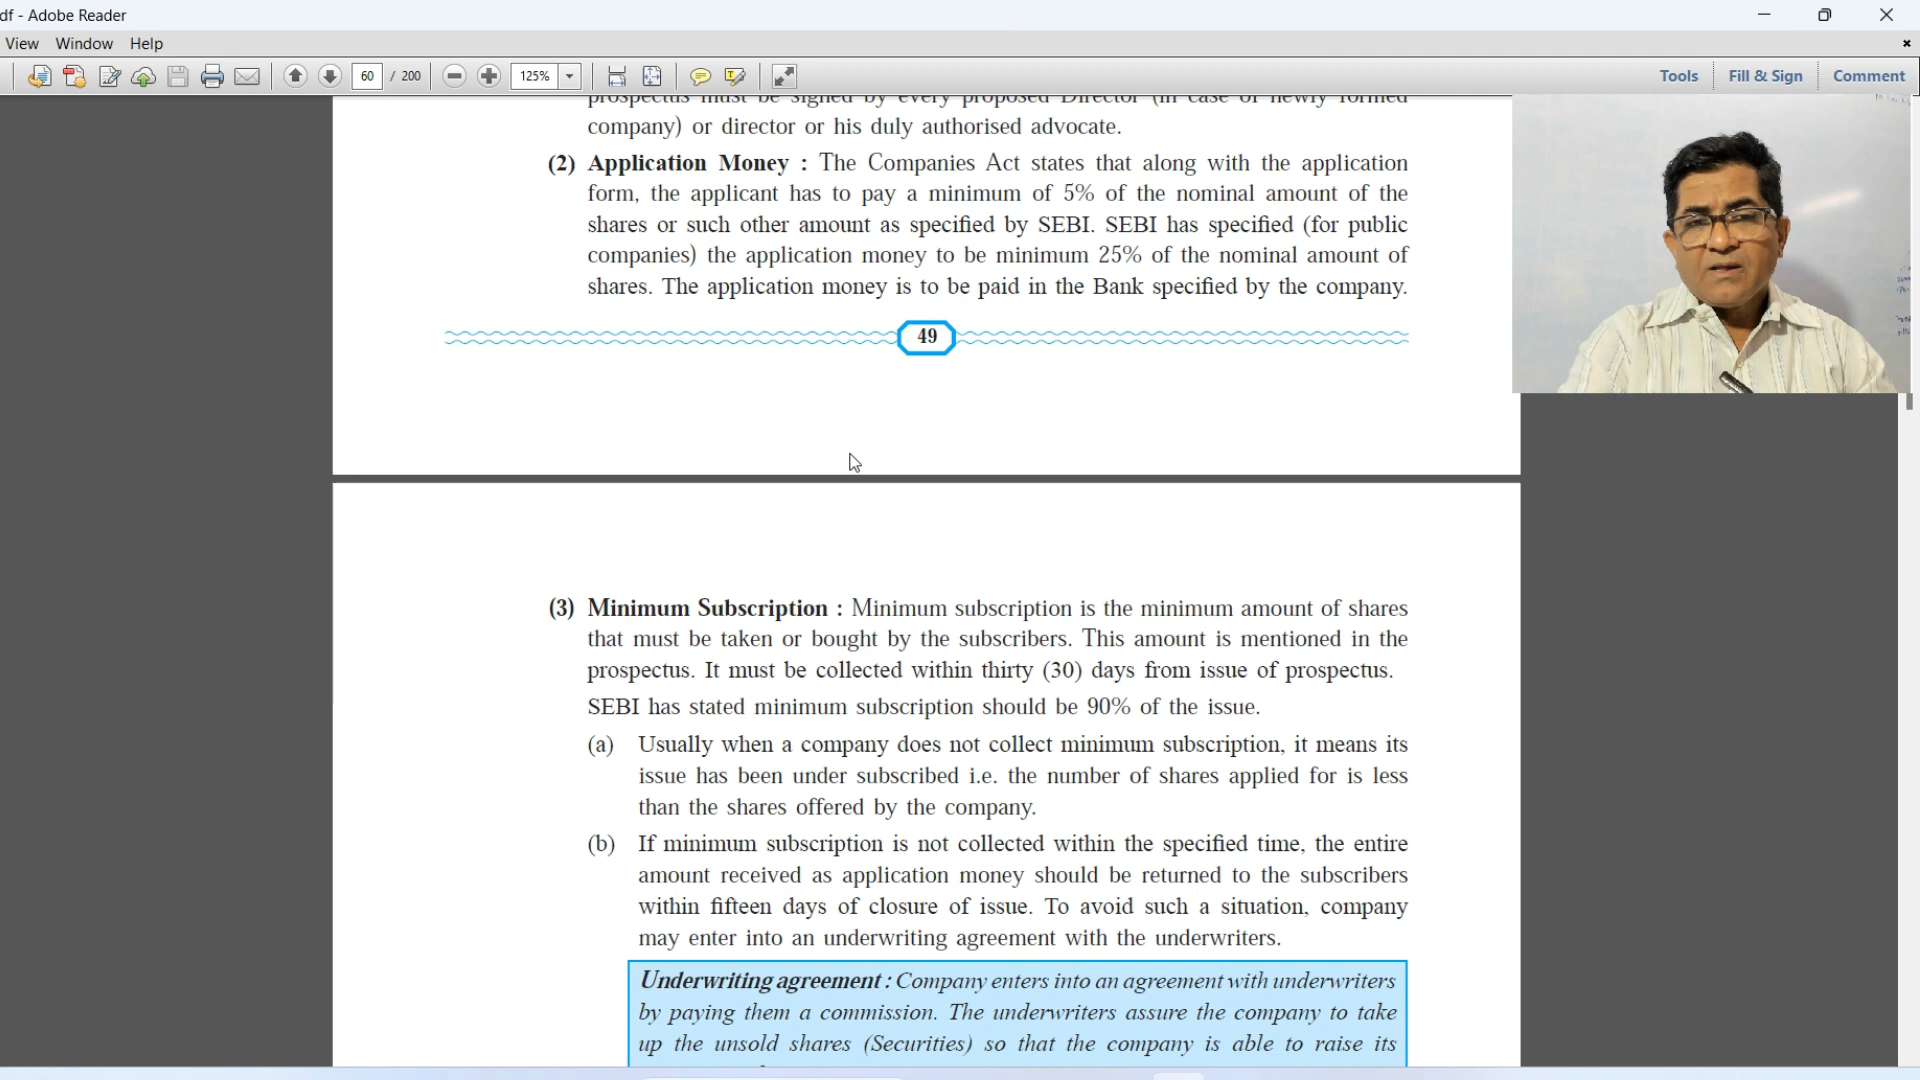 df - Adobe Reader
View Window Help
60 / 200 125% Tools Fill & Sign Comment
prospectus must be signed by every proposed Director (in case of newly formed
company) or director or his duly authorised advocate.
(2) Application Money : The Companies Act states that along with the application
form, the applicant has to pay a minimum of 5% of the nominal amount of the
shares or such other amount as specified by SEBI. SEBI has specified (for public
companies) the application money to be minimum 25% of the nominal amount of
shares. The application money is to be paid in the Bank specified by the company.
49
(3) Minimum Subscription : Minimum subscription is the minimum amount of shares
that must be taken or bought by the subscribers. This amount is mentioned in the
prospectus. It must be collected within thirty (30) days from issue of prospectus.
SEBI has stated minimum subscription should be 90% of the issue.
(a) Usually when a company does not collect minimum subscription, it means its
issue has been under subscribed i.e. the number of shares applied for is less
than the shares offered by the company.
(b) If minimum subscription is not collected within the specified time, the entire
amount received as application money should be returned to the subscribers
within fifteen days of closure of issue. To avoid such a situation, company
may enter into an underwriting agreement with the underwriters.
Underwriting agreement : Company enters into an agreement with underwriters
by paying them a commission. The underwriters assure the company to take
up the unsold shares (Securities) so that the company is able to raise its